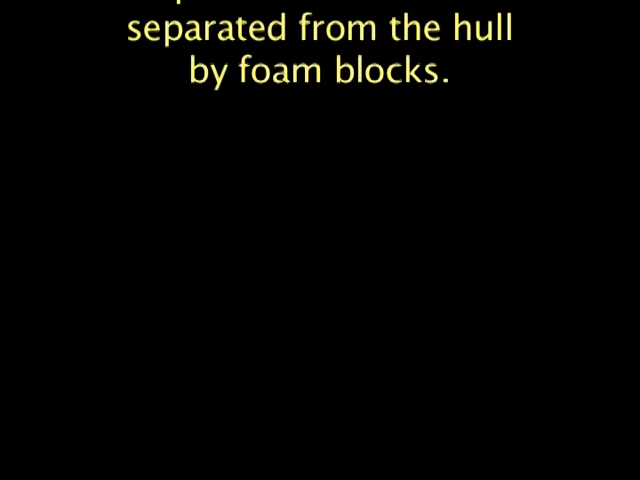 separated from the hull
by foam blocks.